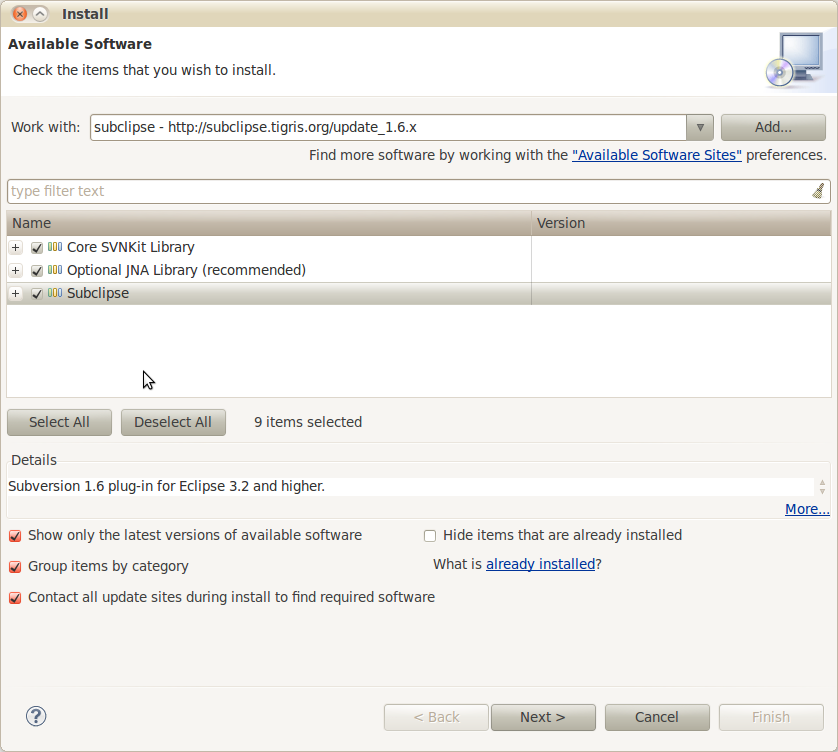 Install
Available Software
Check the items that you wish to install.
Work with: subclipse - http://subclipse.tigris.org/update_1.6.x Add...
Find more software by working with the "Available Software Sites" preferences.
type filter text
Name Version
Core SVNKit Library
Optional JNA Library (recommended)
Subclipse
Select All Deselect All 9 items selected
Details
Subversion 1.6 plug-in for Eclipse 3.2 and higher.
More...
Show only the latest versions of available software Hide items that are already installed
Group items by category What is already installed?
Contact all update sites during install to find required software
? < Back Next > Cancel Finish